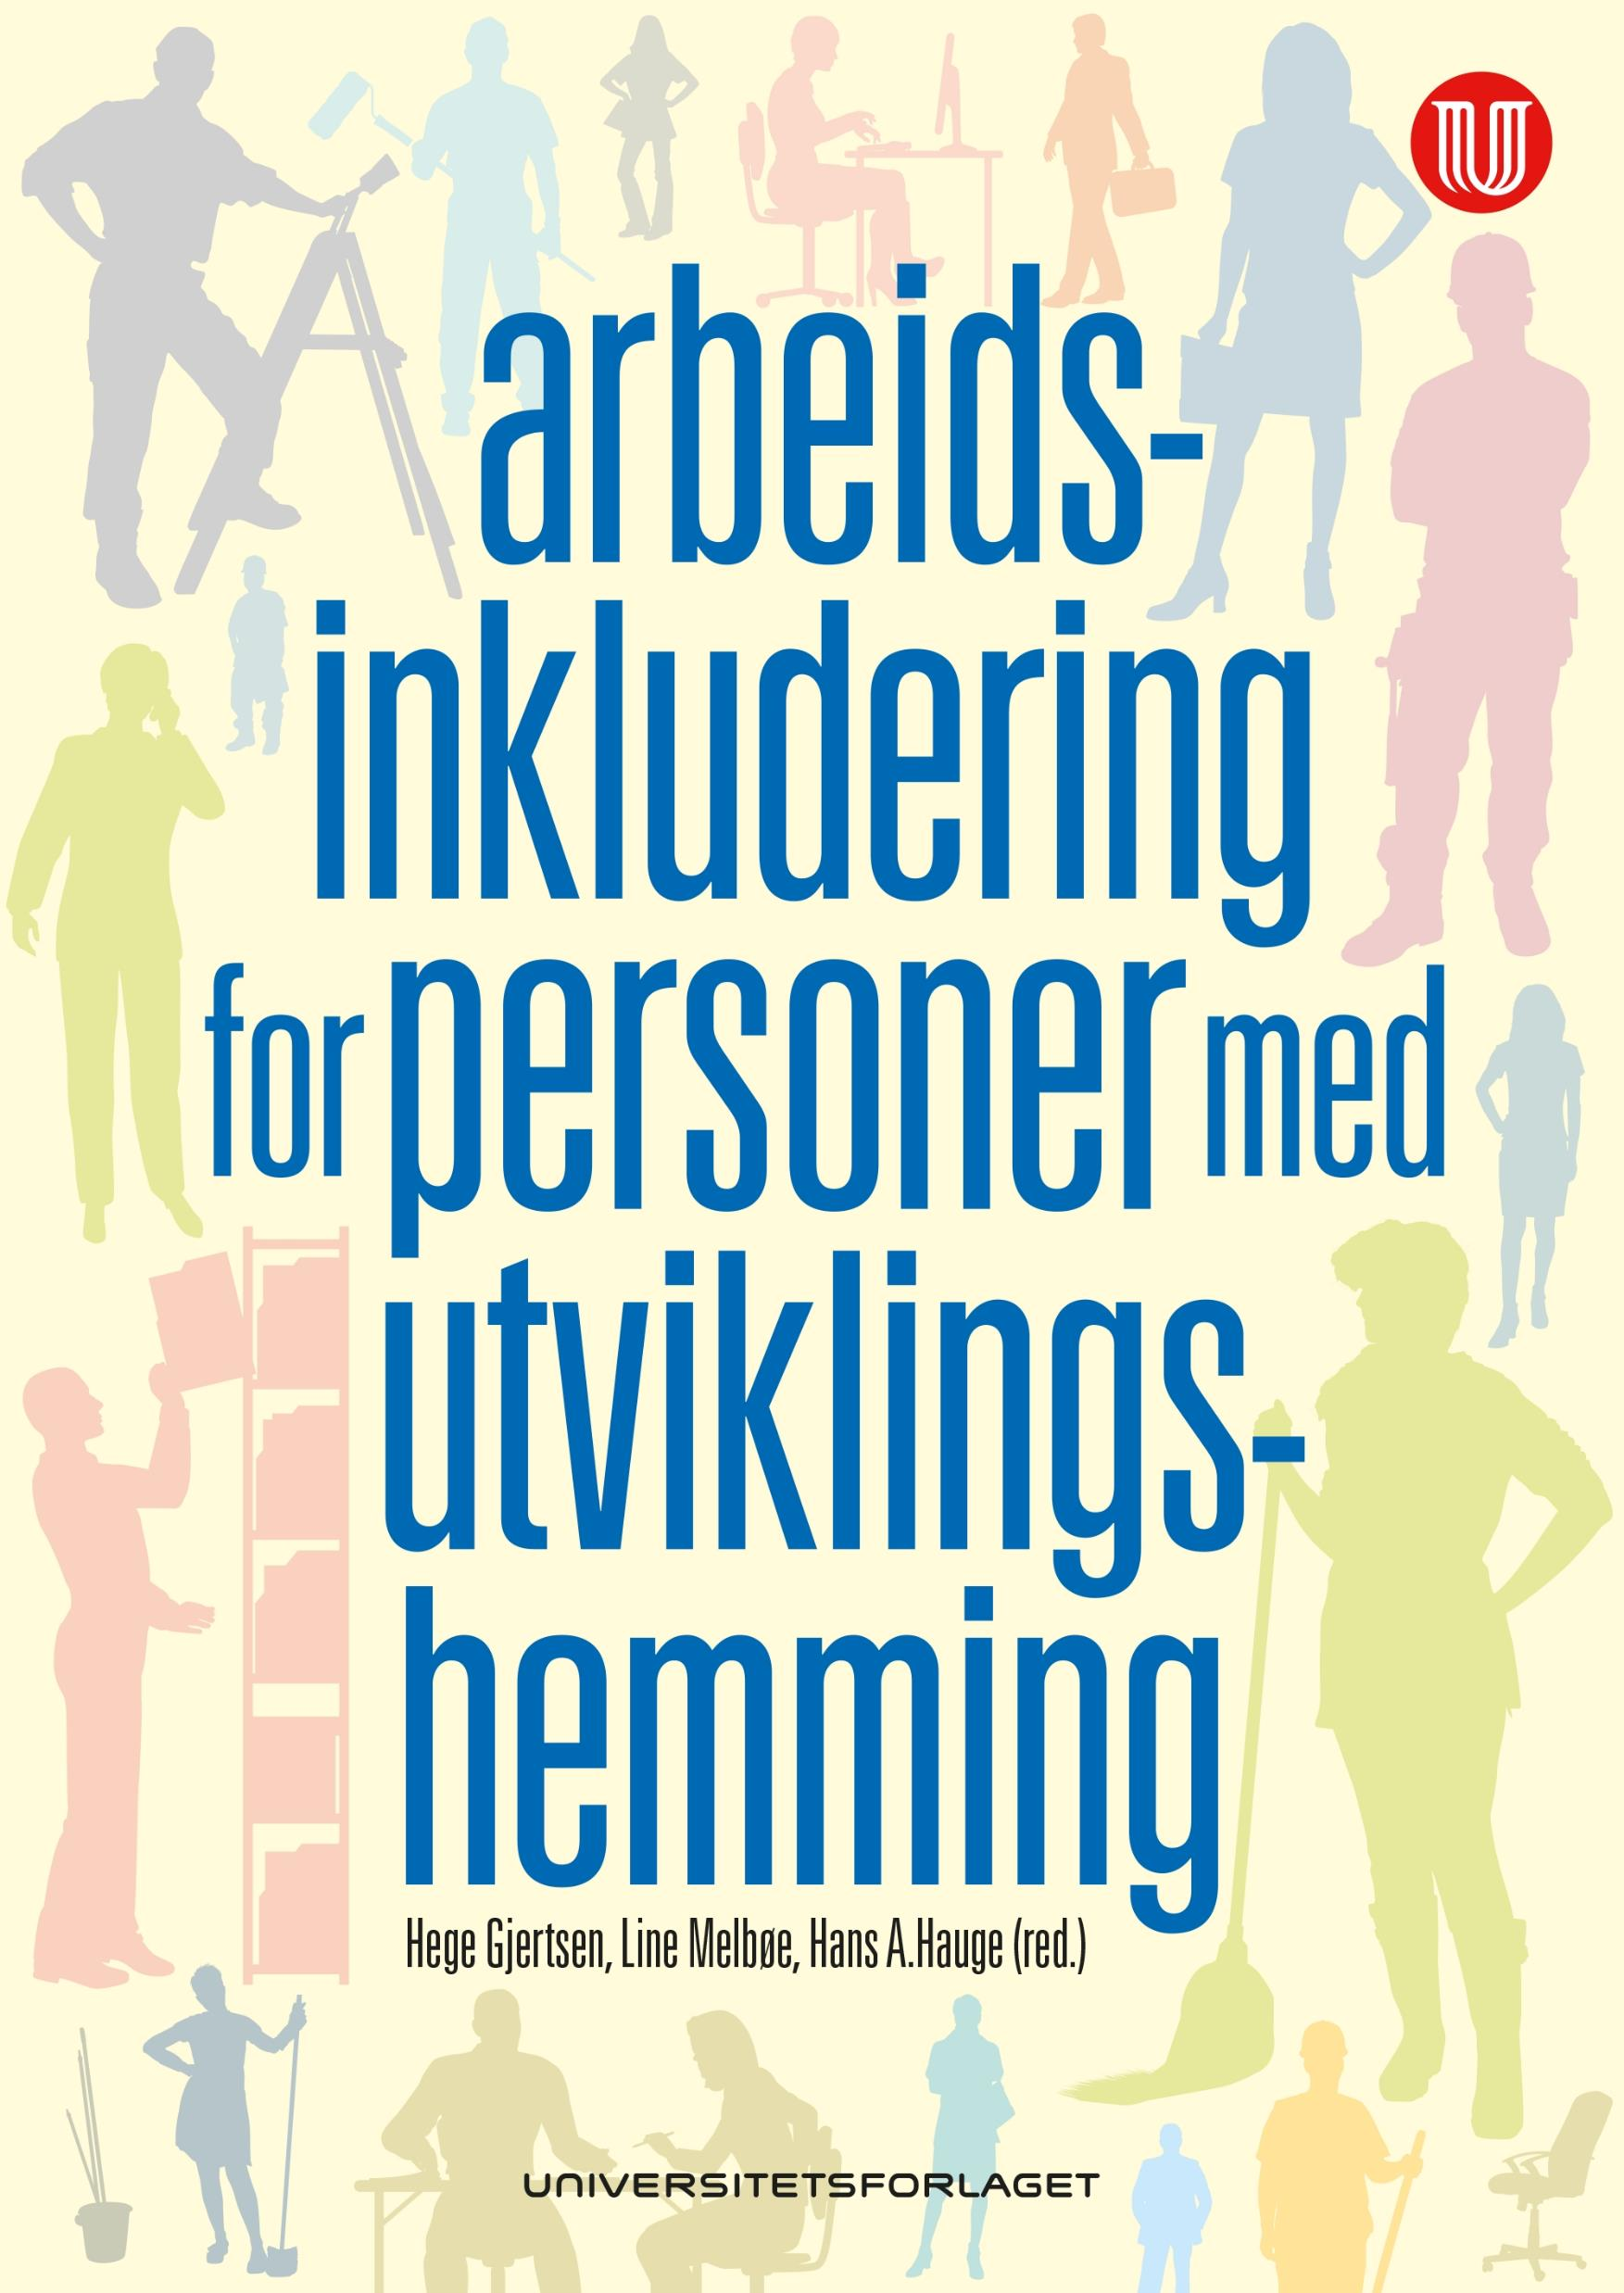 arbeids-
inkludering
for personer med
utviklings-
hemming
Hege Gjertsen, Line Melbøe, Hans A.Hauge (red.)
UNIVERSITETSFORLAGET